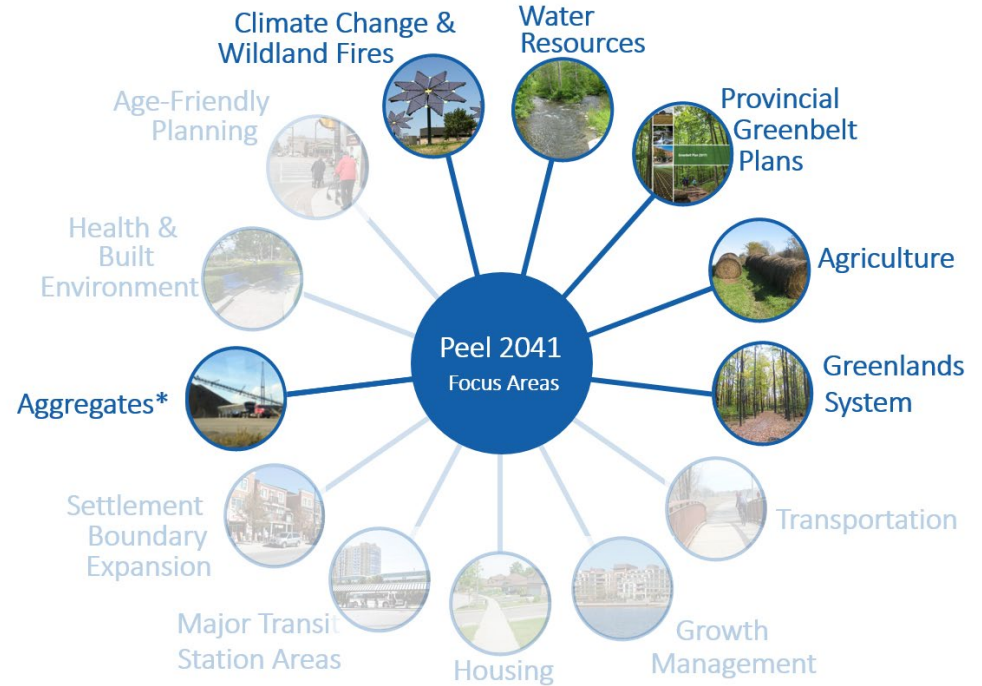 Climate Change &
Wildland Fires
Water
Resources
Provincial
Greenbelt
Plans
Agriculture
Greenlands
System
Transportation
Growth
Management
Housing
Major Transit
Station Areas
Settlement
Boundary
Expansion
Aggregates*
Health &
Built
Environment
Age-Friendly
Planning
Peel 2041
Focus Areas